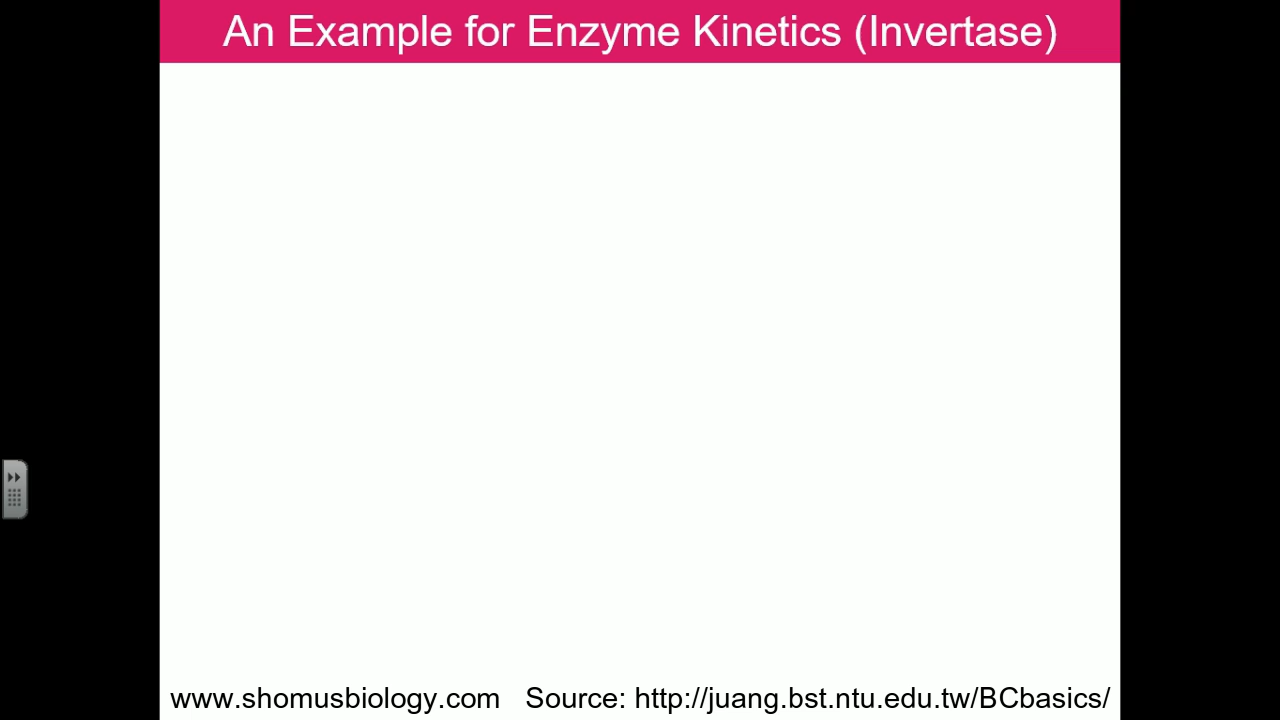 An Example for Enzyme Kinetics (Invertase)
www.shomusbiology.com Source: http://juang.bst.ntu.edu.tw/BCbasics/